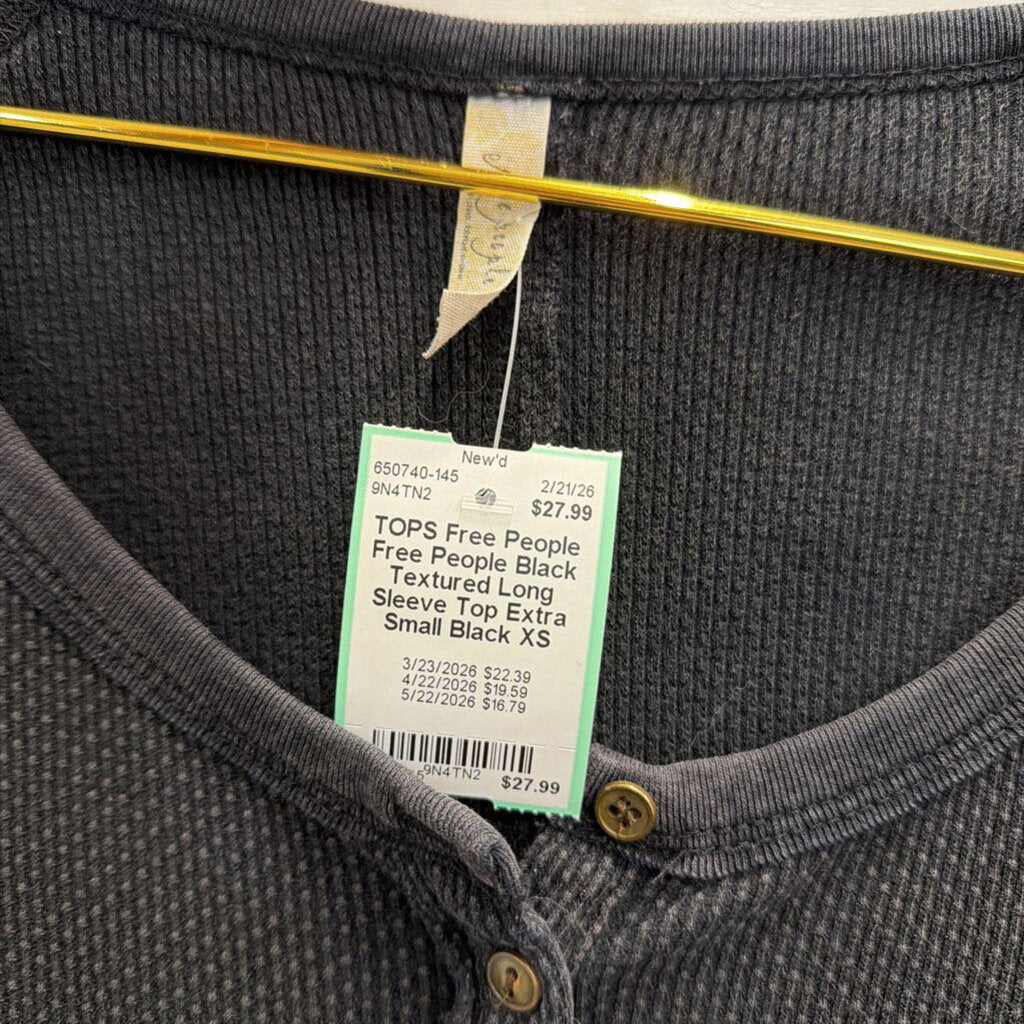 New'd
650740-145
9N4TN2
2/21/26
$27.99
TOPS Free People
Free People Black
Textured Long
Sleeve Top Extra
Small Black XS
3/23/2026 $22.39
4/22/2026 $19.59
5/22/2026 $16.79
9N4TN2
$27.99